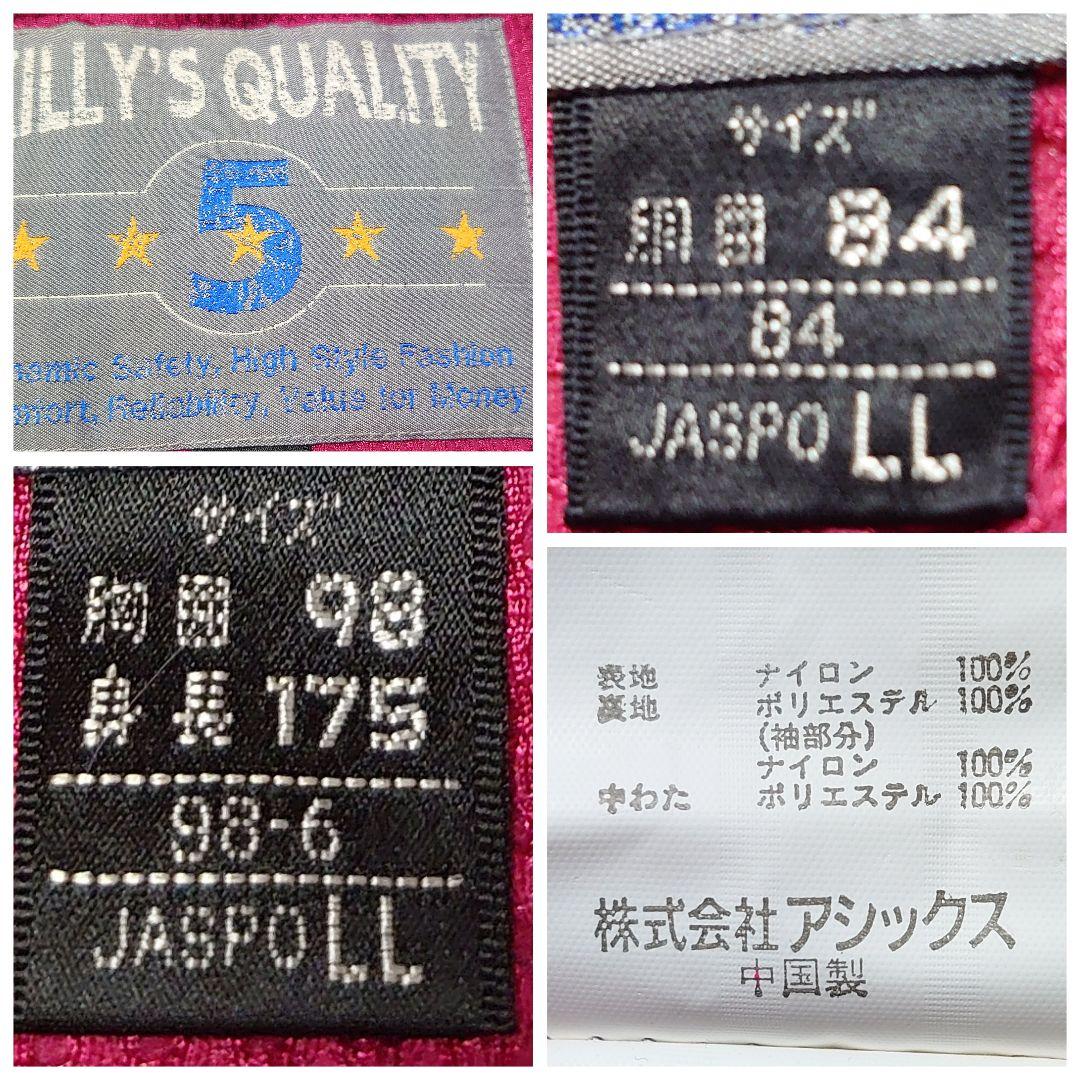 ILLY'S QUALITY
5
namic Safety, High Style Fashion
mfort, Reliability, Value for Money
サイズ
胴囲 84
84
JASPO LL
サイズ
胸囲 98
身長 175
98-6
JASPO LL
表地 ナイロン 100%
裏地 ポリエステル 100%
(袖部分)
ナイロン 100%
中わた ポリエステル 100%
株式会社アシックス
中国製